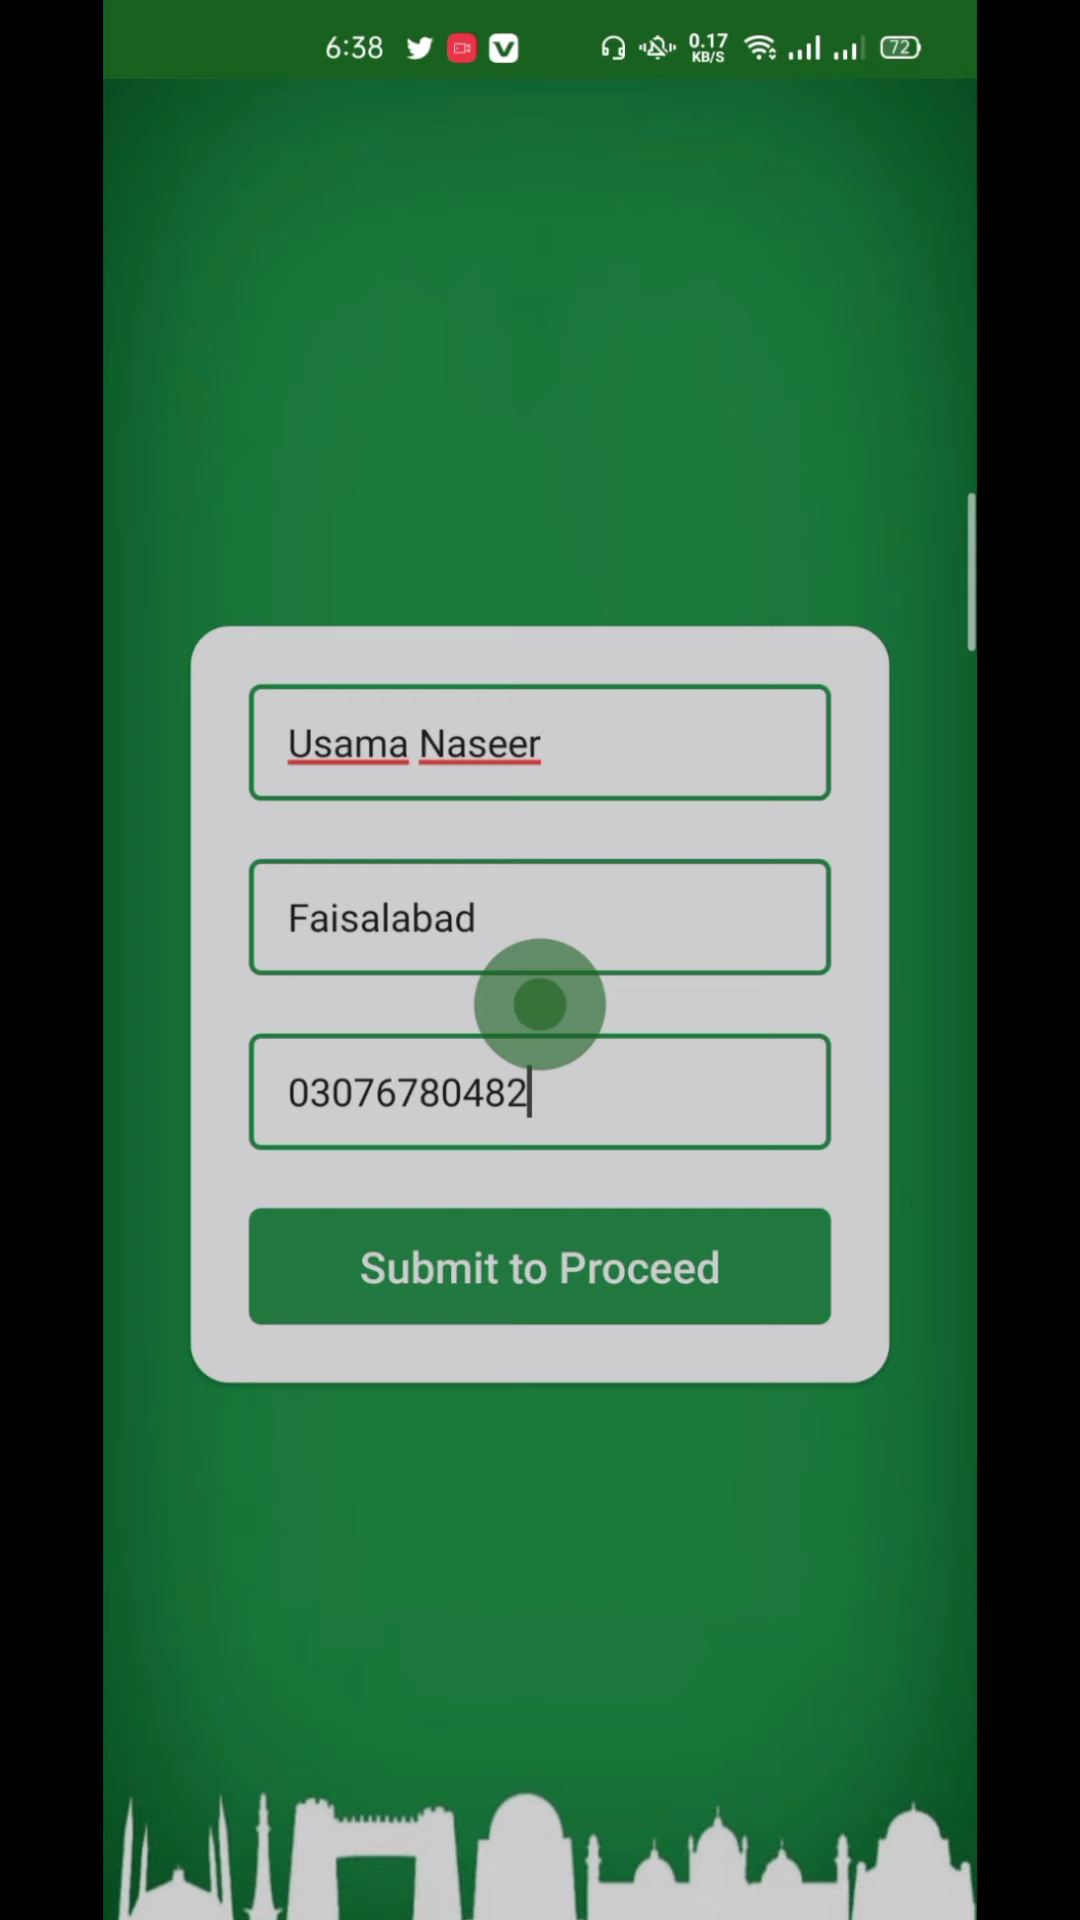 6:38
0.17
KB/S
72
Usama Naseer
Faisalabad
03076780482
Submit to Proceed